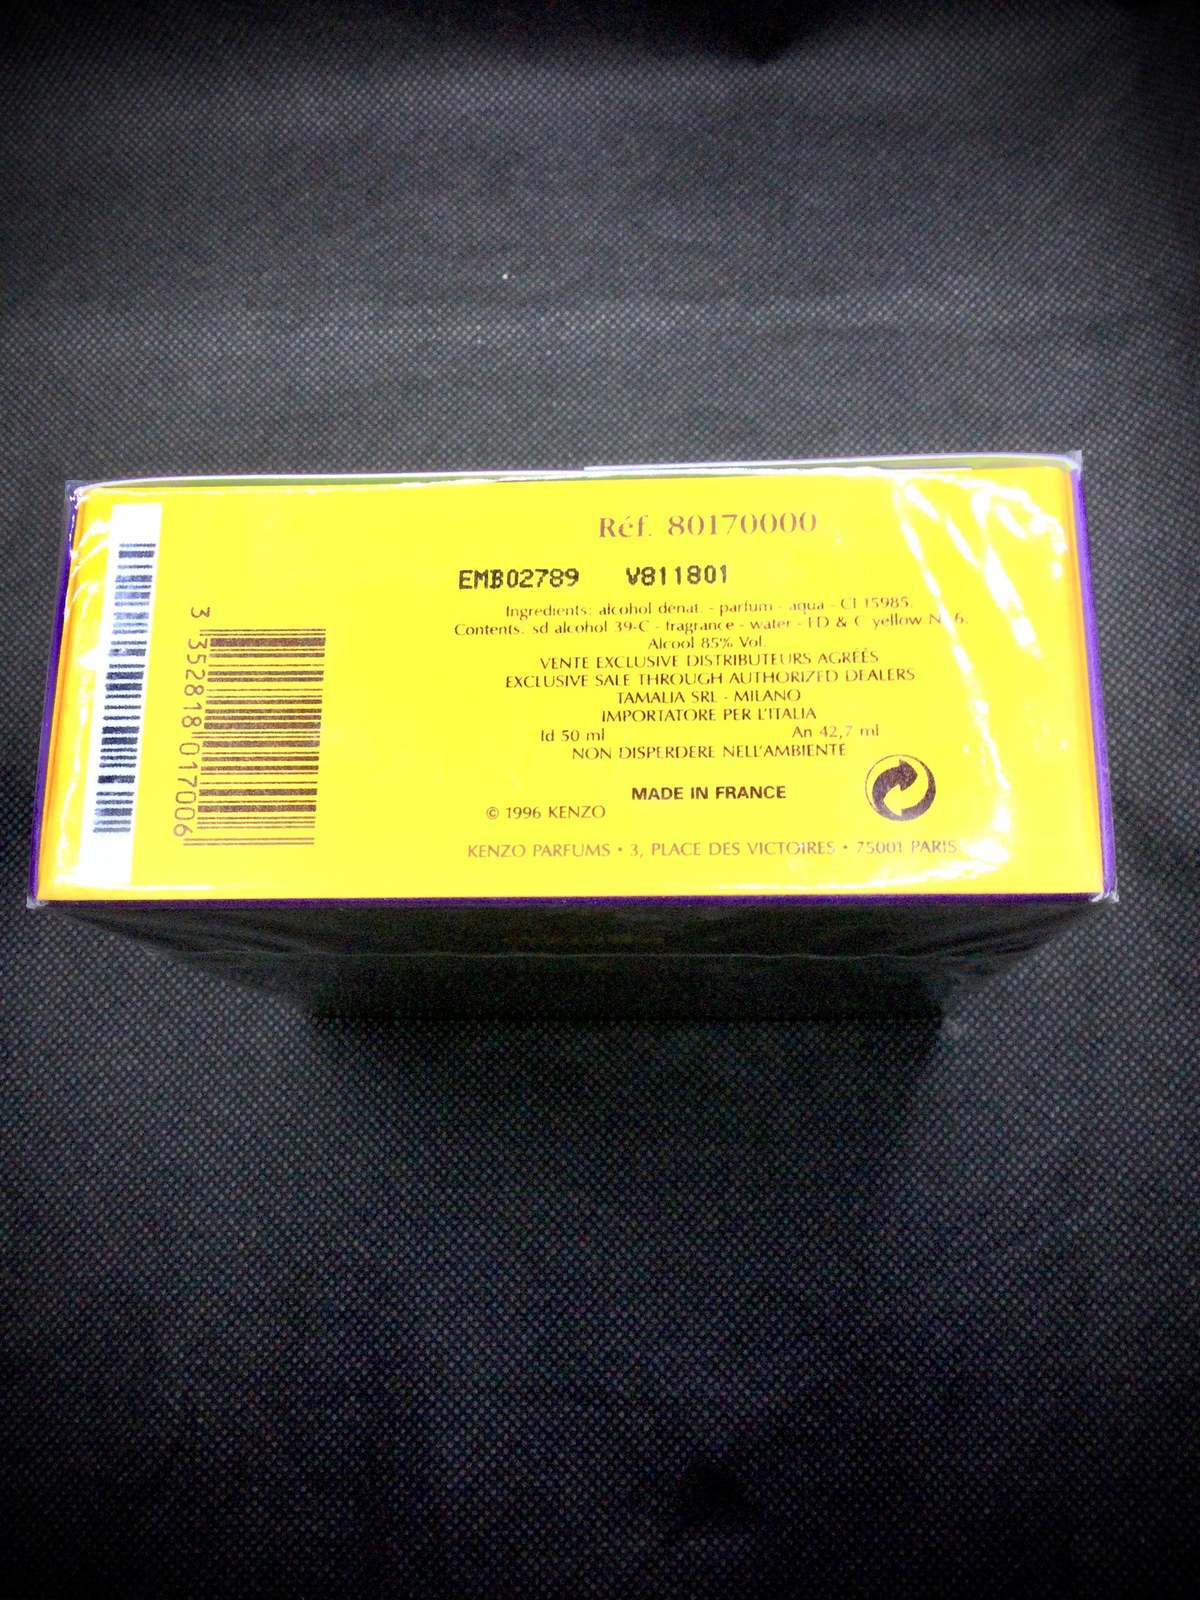 Réf. 80170000
EMB02789 V811801
Ingredients: alcohol denat. - parfum - aqua - CI 15985.
Contents: sd alcohol 39-C - fragrance - water - FD & C yellow N° 6.
Alcool 85% Vol.
VENTE EXCLUSIVE DISTRIBUTEURS AGRÉÉS
EXCLUSIVE SALE THROUGH AUTHORIZED DEALERS
TAMALIA SRL - MILANO
IMPORTATORE PER L'ITALIA
Id 50 ml An 42,7 ml
NON DISPERDERE NELL'AMBIENTE
MADE IN FRANCE
© 1996 KENZO
KENZO PARFUMS • 3, PLACE DES VICTOIRES • 75001 PARIS
3 352818 017006